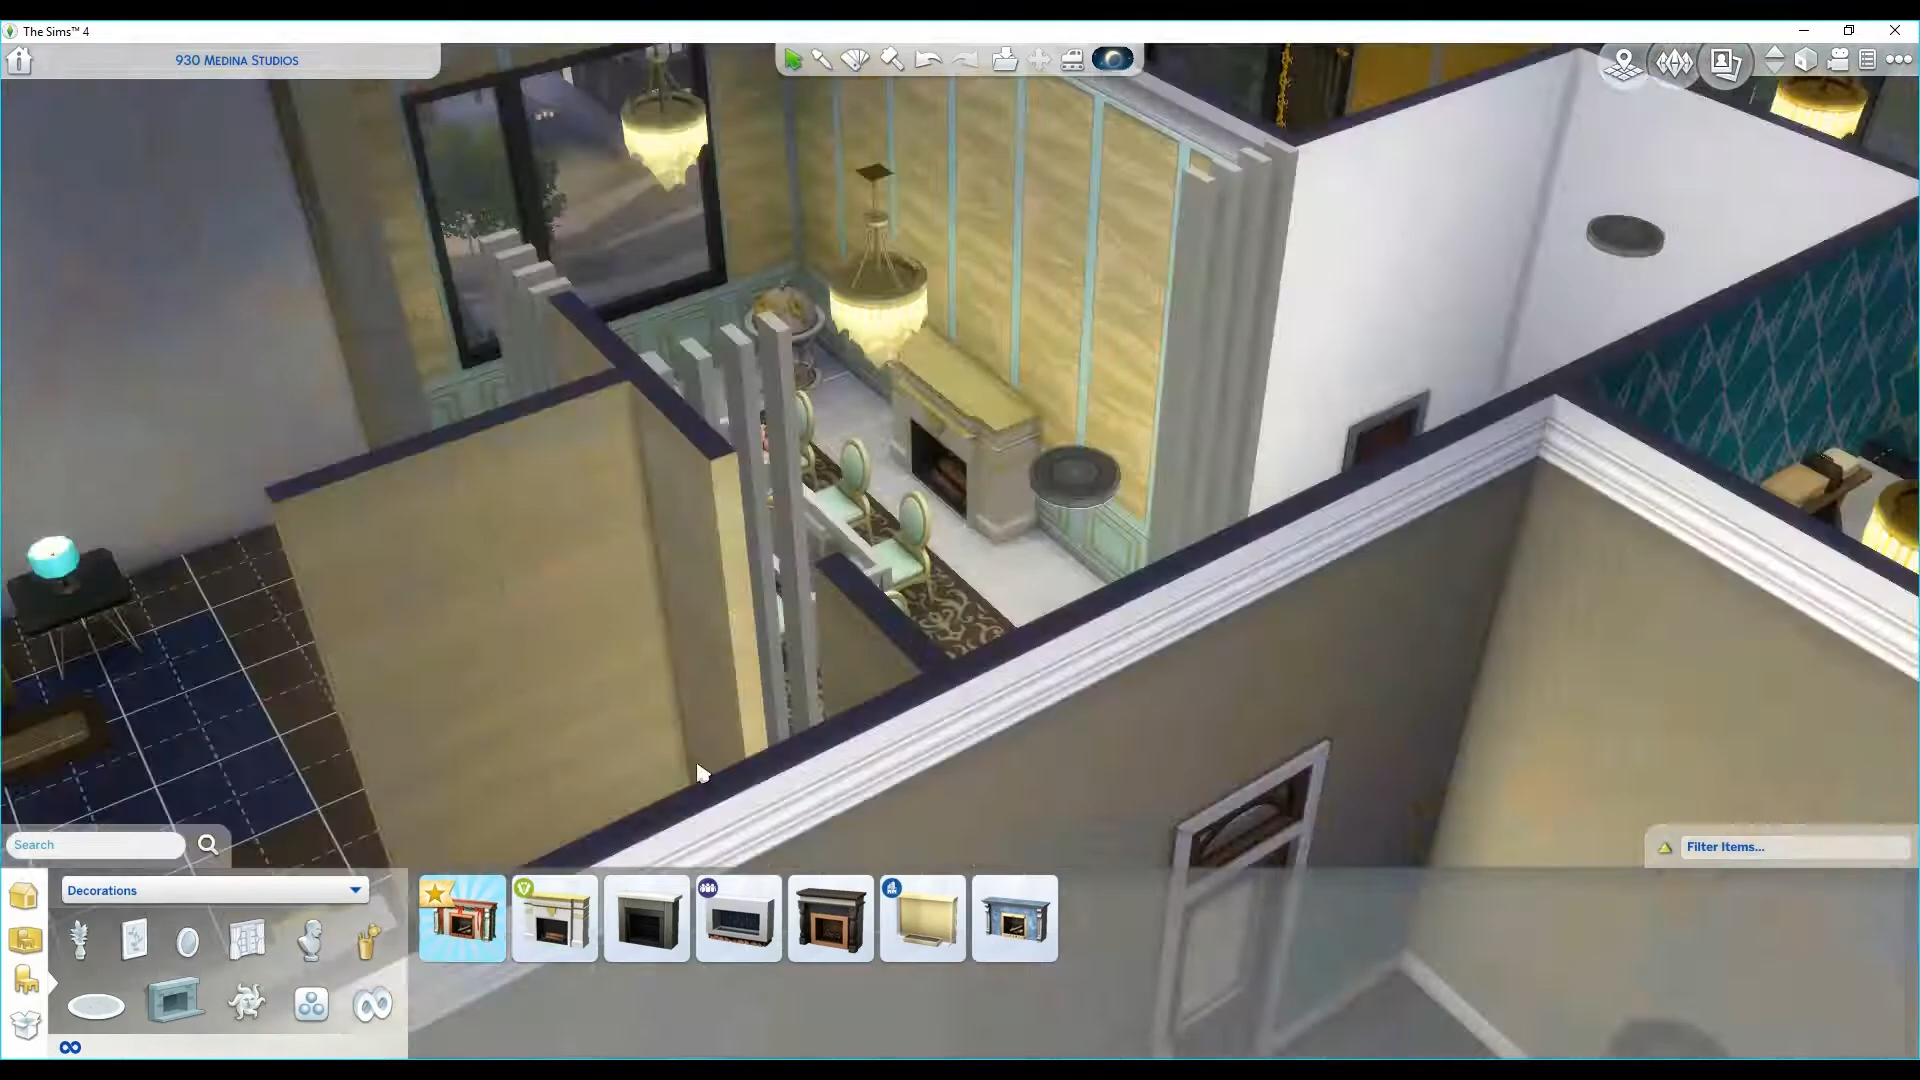 The Sims™ 4
930 Medina Studios
Search
Filter Items...
Decorations